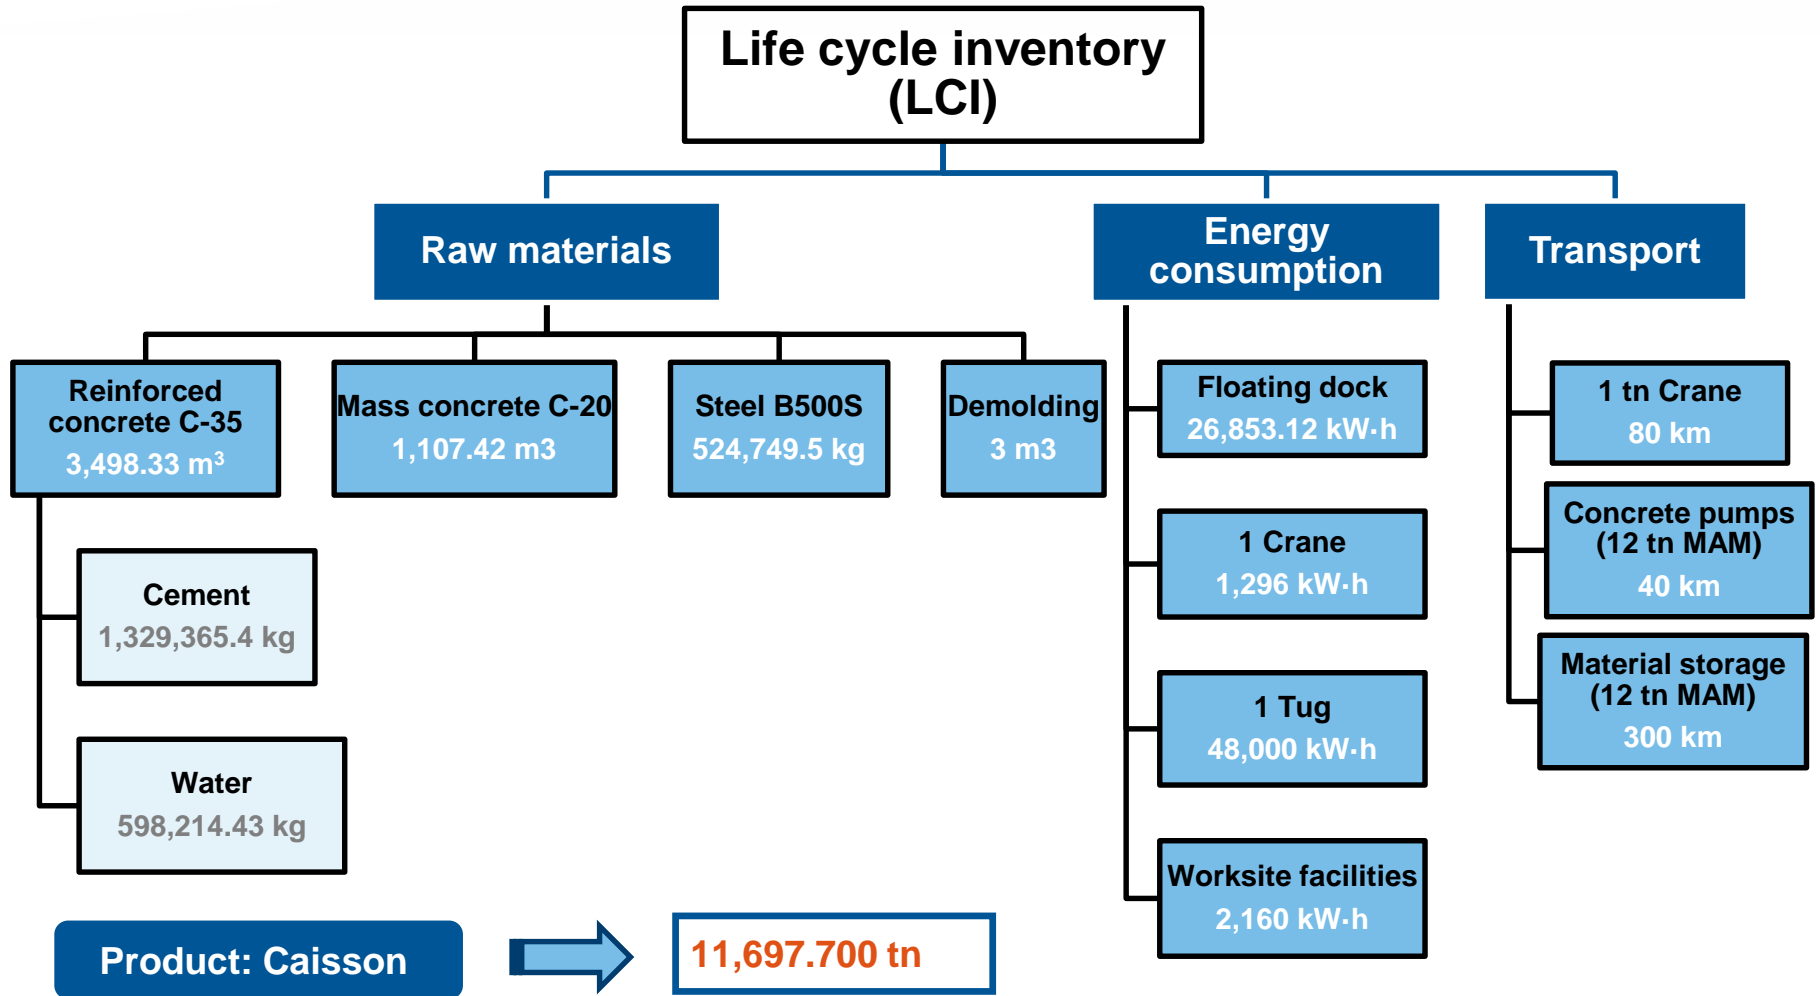 Life cycle inventory
(LCI)
Raw materials
Energy
consumption
Transport
Reinforced
concrete C-35
3,498.33 m³
Mass concrete C-20
1,107.42 m3
Steel B500S
524,749.5 kg
Demolding
3 m3
Cement
1,329,365.4 kg
Water
598,214.43 kg
Floating dock
26,853.12 kW·h
1 Crane
1,296 kW·h
1 Tug
48,000 kW·h
Worksite facilities
2,160 kW·h
1 tn Crane
80 km
Concrete pumps
(12 tn MAM)
40 km
Material storage
(12 tn MAM)
300 km
Product: Caisson
11,697.700 tn